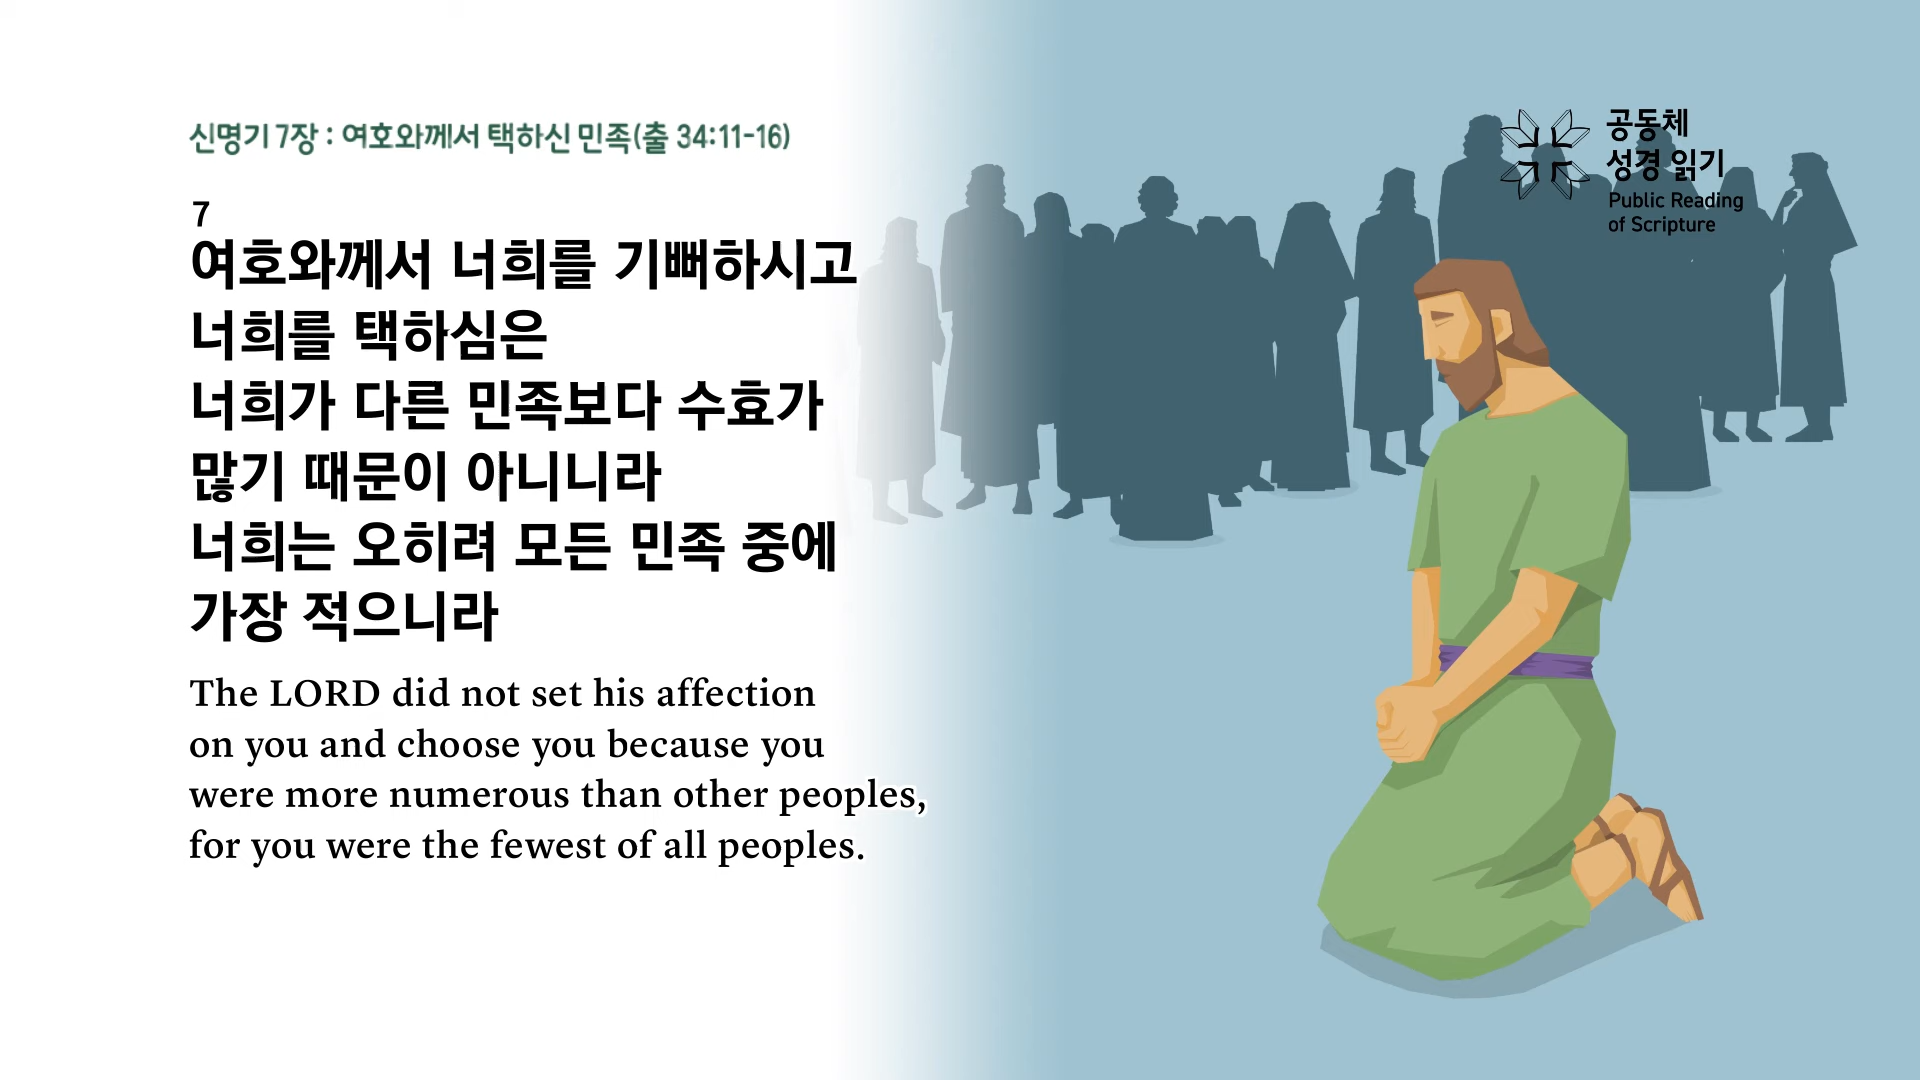 신명기 7장 : 여호와께서 택하신 민족(출 34:11-16)
7
여호와께서 너희를 기뻐하시고
너희를 택하심은
너희가 다른 민족보다 수효가
많기 때문이 아니니라
너희는 오히려 모든 민족 중에
가장 적으니라
The LORD did not set his affection
on you and choose you because you
were more numerous than other peoples,
for you were the fewest of all peoples.
공동체
성경 읽기
Public Reading
of Scripture